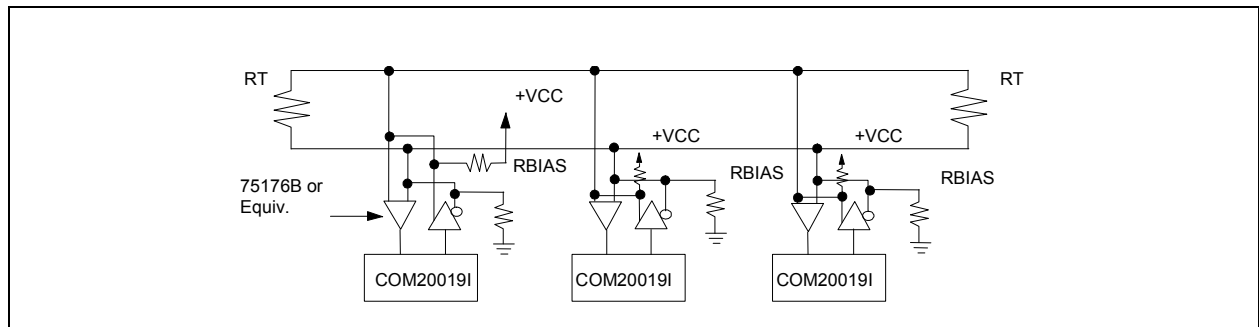 RT
RT
+VCC
+VCC
+VCC
RBIAS
RBIAS
RBIAS
75176B or
Equiv.
COM20019I
COM20019I
COM20019I